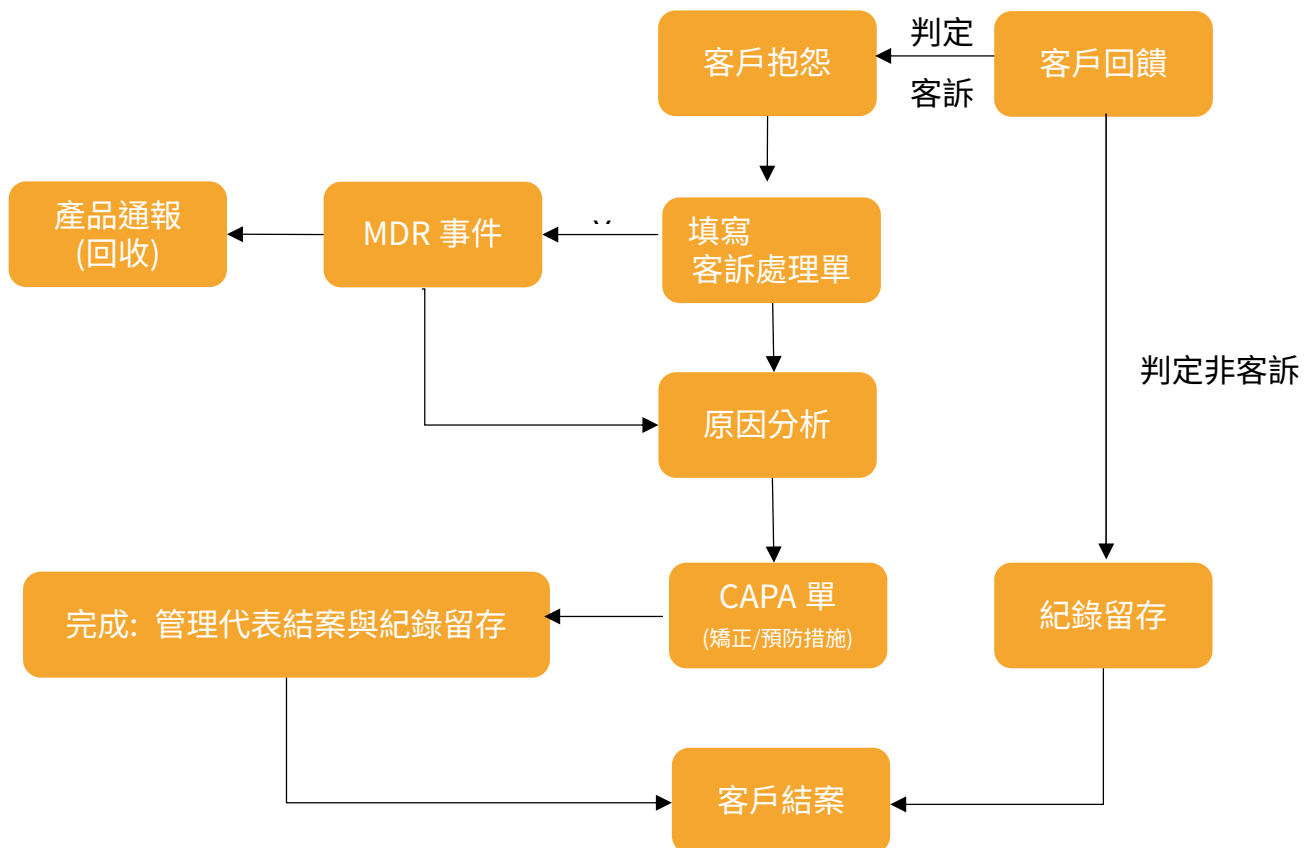 客戶抱怨
判定
客訴
客戶回饋
產品通報
(回收)
MDR 事件
填寫
客訴處理單
判定非客訴
原因分析
完成: 管理代表結案與紀錄留存
CAPA 單
(矯正/預防措施)
紀錄留存
客戶結案